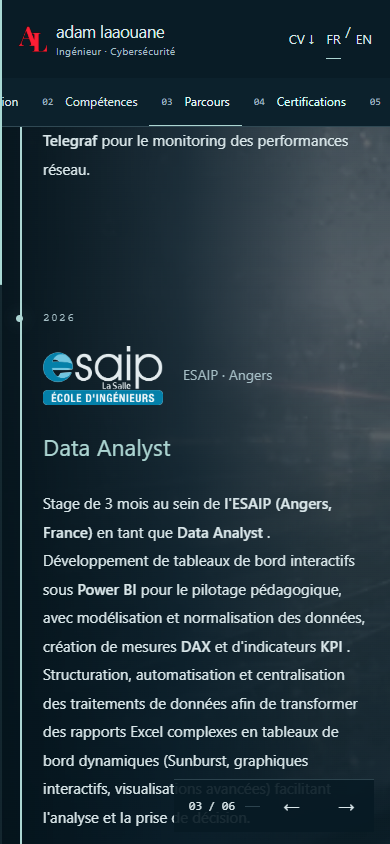 AL
adam laaouane
Ingénieur · Cybersécurité
CV ↓ FR / EN
ion 02 Compétences 03 Parcours 04 Certifications 05
Telegraf pour le monitoring des performances
réseau.
2026
esaip
La Salle
ÉCOLE D'INGÉNIEURS
ESAIP · Angers
Data Analyst
Stage de 3 mois au sein de l'ESAIP (Angers,
France) en tant que Data Analyst .
Développement de tableaux de bord interactifs
sous Power BI pour le pilotage pédagogique,
avec modélisation et normalisation des données,
création de mesures DAX et d'indicateurs KPI .
Structuration, automatisation et centralisation
des traitements de données afin de transformer
des rapports Excel complexes en tableaux de
bord dynamiques (Sunburst, graphiques
interactifs, visualisations avancées) facilitant
l'analyse et la prise de décision.
03 / 06 — ← →